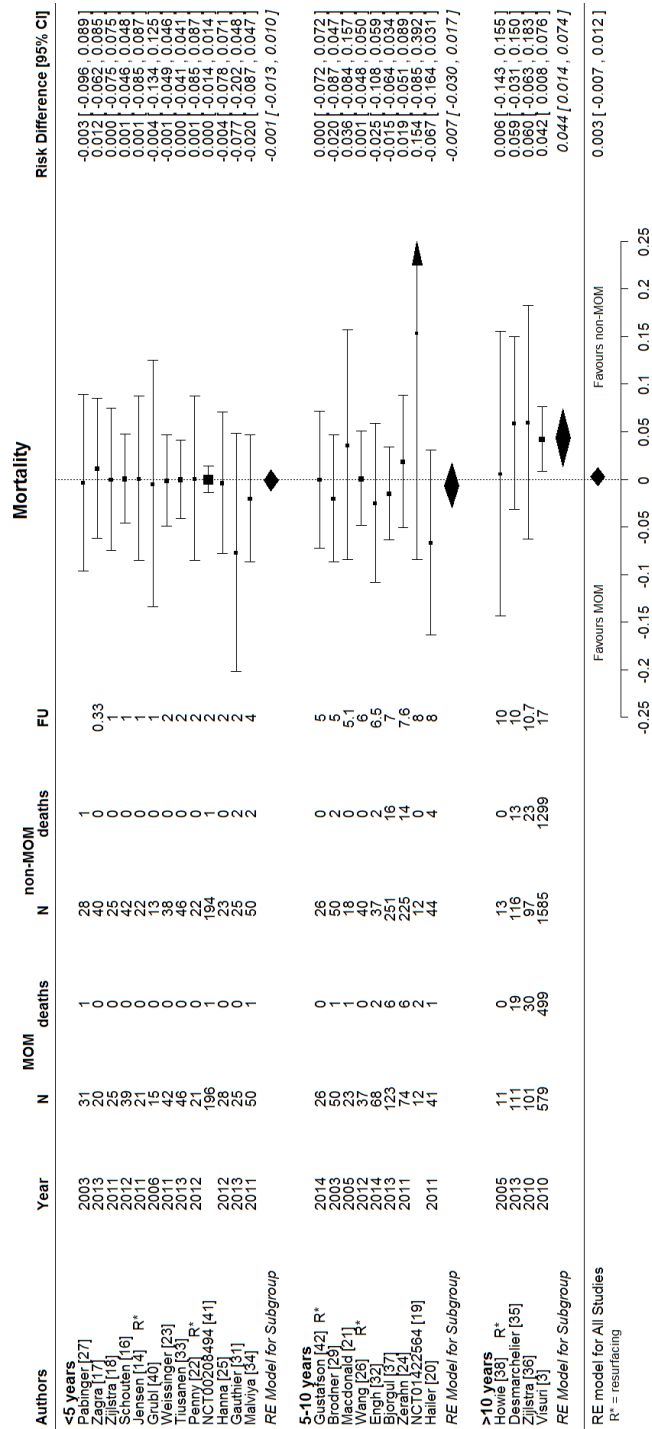 Mortality
MOM non-MOM
Authors Year N deaths N deaths FU Risk Difference [95% CI]
<5 years
Pabinger [27] 2003 31 1 28 1 -0.003 [ -0.096 , 0.089 ]
Zagra [17] 2013 20 0 40 0 0.33 0.012 [ -0.062 , 0.085 ]
Zijlstra [18] 2011 25 0 25 0 1 0.000 [ -0.075 , 0.075 ]
Schouten [16] 2012 39 0 42 0 1 0.001 [ -0.046 , 0.048 ]
Jensen [4] R* 2011 21 0 22 0 1 0.001 [ -0.085 , 0.087 ]
Grubl [40] 2006 15 0 13 0 1 -0.004 [ -0.134 , 0.125 ]
Weissinger [23] 2011 42 0 38 0 2 -0.001 [ -0.049 , 0.046 ]
Tiusanen [33] 2013 46 0 46 0 2 0.000 [ -0.041 , 0.041 ]
Penny [22] R* 2012 21 0 22 0 2 0.001 [ -0.085 , 0.087 ]
NCT00208494 [41] 196 1 194 1 2 0.000 [ -0.014 , 0.014 ]
Hanna [25] 2012 28 0 23 0 2 -0.004 [ -0.078 , 0.071 ]
Gauthier [31] 2013 25 0 25 2 2 -0.077 [ -0.202 , 0.048 ]
Malviya [34] 2011 50 1 50 2 4 -0.020 [ -0.087 , 0.047 ]
RE Model for Subgroup -0.001 [ -0.013 , 0.010 ]
5-10 years
Gustafson [42] R* 2014 26 0 26 0 5 0.000 [ -0.072 , 0.072 ]
Brodner [29] 2003 50 1 50 2 5 -0.020 [ -0.087 , 0.047 ]
Macdonald [21] 2005 23 1 18 0 5.1 0.036 [ -0.084 , 0.157 ]
Wang [26] R* 2012 37 0 40 0 6 0.001 [ -0.048 , 0.050 ]
Engh [32] 2014 68 2 37 2 6.5 -0.025 [ -0.108 , 0.059 ]
Bjorgul [37] 2013 123 6 251 16 7 -0.015 [ -0.064 , 0.034 ]
Zerahn [24] 2011 74 6 225 14 7.6 0.019 [ -0.051 , 0.089 ]
NCT01422564 [19] 12 2 12 0 8 0.154 [ -0.085 , 0.392 ]
Hailer [20] 2011 41 1 44 4 8 -0.067 [ -0.164 , 0.031 ]
RE Model for Subgroup -0.007 [ -0.030 , 0.017 ]
>10 years
Howie [38] R* 2005 11 0 13 0 10 0.006 [ -0.143 , 0.155 ]
Desmarchelier [35] 2013 111 19 116 13 10 0.059 [ -0.031 , 0.150 ]
Zijlstra [36] 2010 101 30 97 23 10.7 0.060 [ -0.063 , 0.183 ]
Visuri [3] 2010 579 499 1585 1299 17 0.042 [ 0.008 , 0.076 ]
RE Model for Subgroup 0.044 [ 0.014 , 0.074 ]
RE model for All Studies 0.003 [ -0.007 , 0.012 ]
Favours MOM Favours non-MOM
R* = resurfacing
-0.25 -0.2 -0.15 -0.1 -0.05 0 0.05 0.1 0.15 0.2 0.25